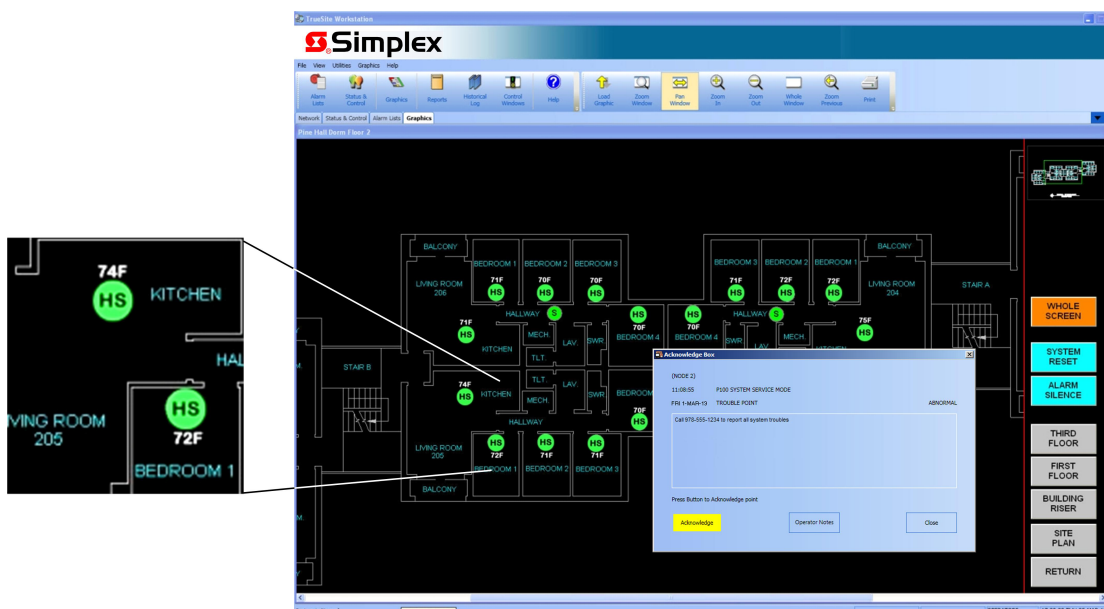 TrueSite Workstation
Simplex
File View Utilities Graphics Help
Alarm Lists
Status & Control
Graphics
Reports
Historical Log
Control Windows
Help
Load Graphic
Zoom Window
Pan Window
Zoom In
Zoom Out
Whole Window
Zoom Previous
Print
Network Status & Control Alarm Lists Graphics
Pine Hall Dorm Floor 2
74F
HS
KITCHEN
HAL
HS
72F
BEDROOM 1
VING ROOM
205
BALCONY
BALCONY
BEDROOM 1 BEDROOM 2 BEDROOM 3
BEDROOM 3 BEDROOM 2 BEDROOM 1
71F 70F 70F
71F 72F 72F
HS HS HS
HS HS HS
LIVING ROOM
206
LIVING ROOM
204
STAIR A
HALLWAY S
HS HS
HALLWAY S
70F 70F
BEDROOM 4 BEDROOM 4
71F
HS
75F
HS
KITCHEN
MECH.
LAV.
SWR.
TLT.
SWR.
LAV.
MECH.
KITCHEN
STAIR B
74F
HS
KITCHEN
TLT.
LAV.
MECH.
SWR.
BEDROOM
70F
HS
HALLWAY
LIVING ROOM
205
HS HS HS
72F 71F 71F
BEDROOM 1 BEDROOM 2 BEDROOM 3
BALCONY
Acknowledge Box
(NODE 2)
11:08:55 P100 SYSTEM SERVICE MODE
FRI 1-MAR-13 TROUBLE POINT ABNORMAL
Call 978-555-1234 to report all system troubles
Press Button to Acknowledge point
Acknowledge
Operator Notes
Close
WHOLE
SCREEN
SYSTEM
RESET
ALARM
SILENCE
THIRD
FLOOR
FIRST
FLOOR
BUILDING
RISER
SITE
PLAN
RETURN